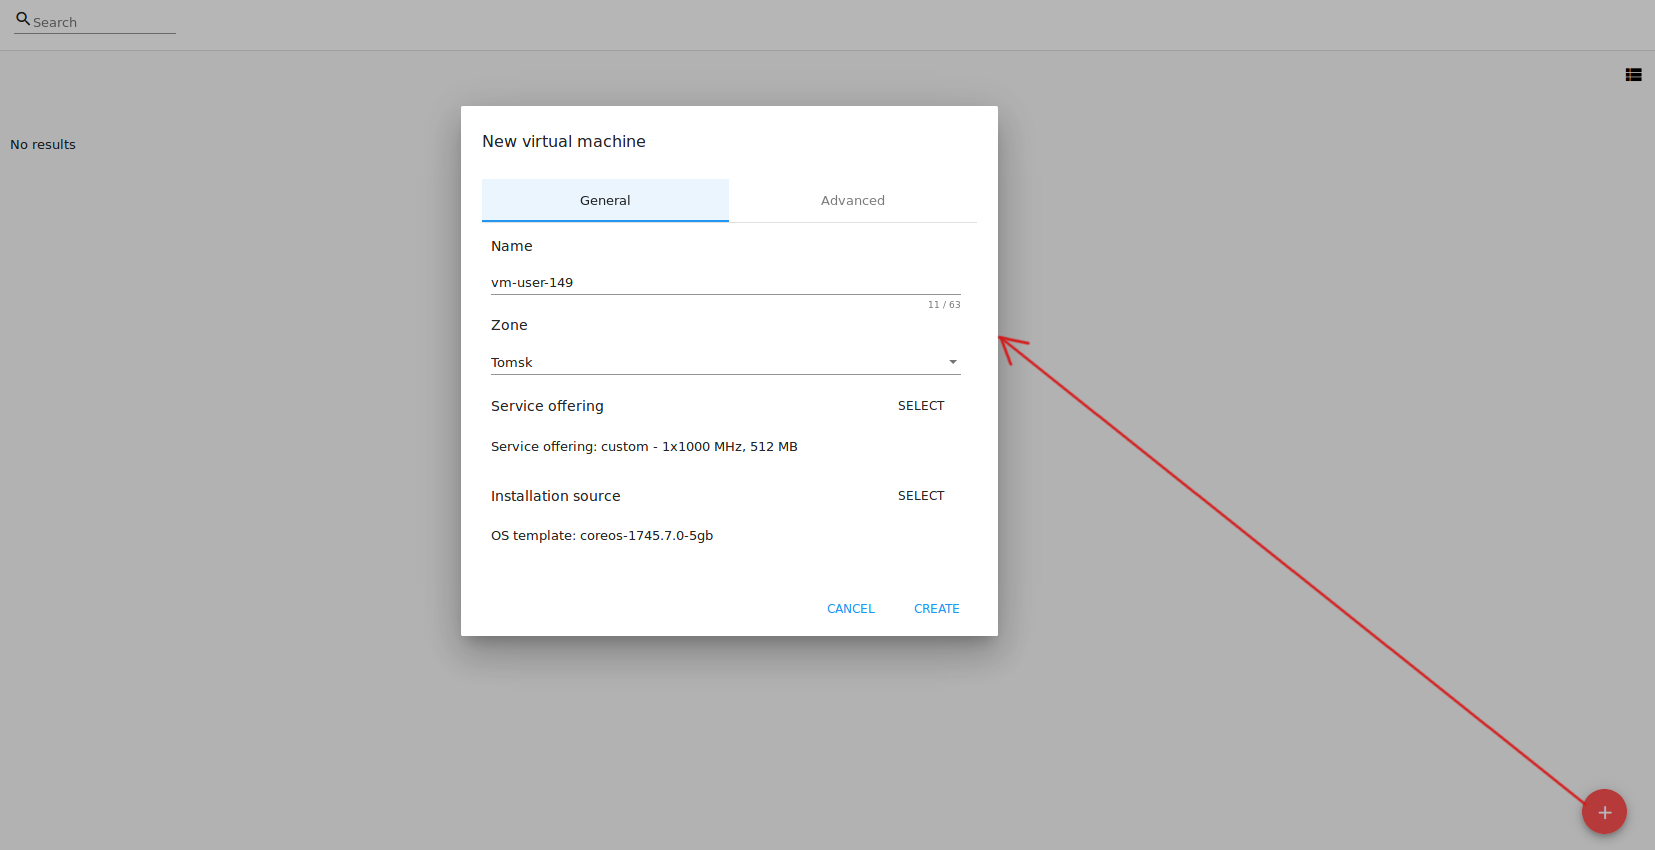 Search
No results
New virtual machine
General
Advanced
Name
vm-user-149
11 / 63
Zone
Tomsk
Service offering
SELECT
Service offering: custom - 1x1000 MHz, 512 MB
Installation source
SELECT
OS template: coreos-1745.7.0-5gb
CANCEL
CREATE